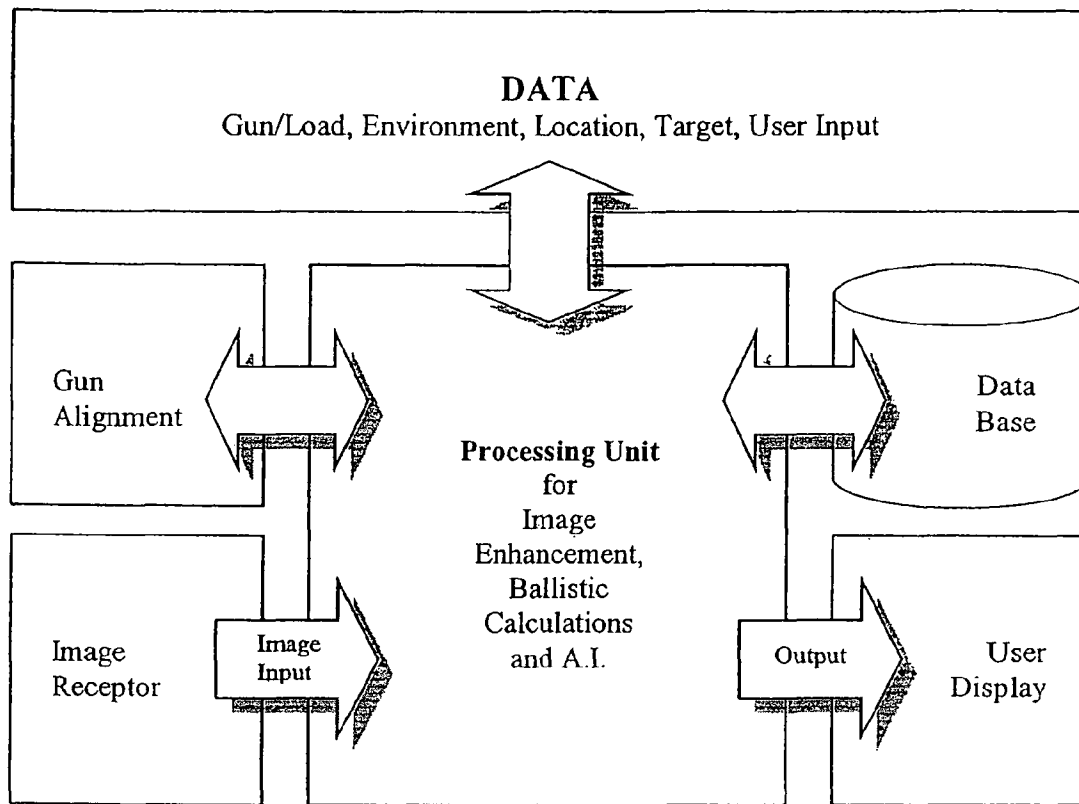 DATA
Gun/Load, Environment, Location, Target, User Input
Gun
Alignment
Data
Base
Processing Unit
for
Image
Enhancement,
Ballistic
Calculations
and A.I.
Image
Receptor
Image
Input
Output
User
Display